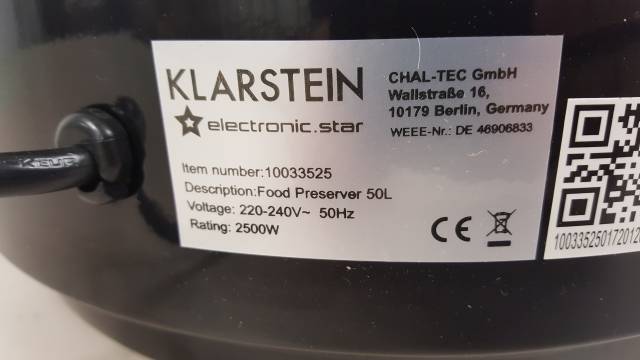 KLARSTEIN
electronic.star
CHAL-TEC GmbH
Wallstraße 16,
10179 Berlin, Germany
WEEE-Nr.: DE 46906833
Item number:10033525
Description:Food Preserver 50L
Voltage: 220-240V~ 50Hz
Rating: 2500W
CE